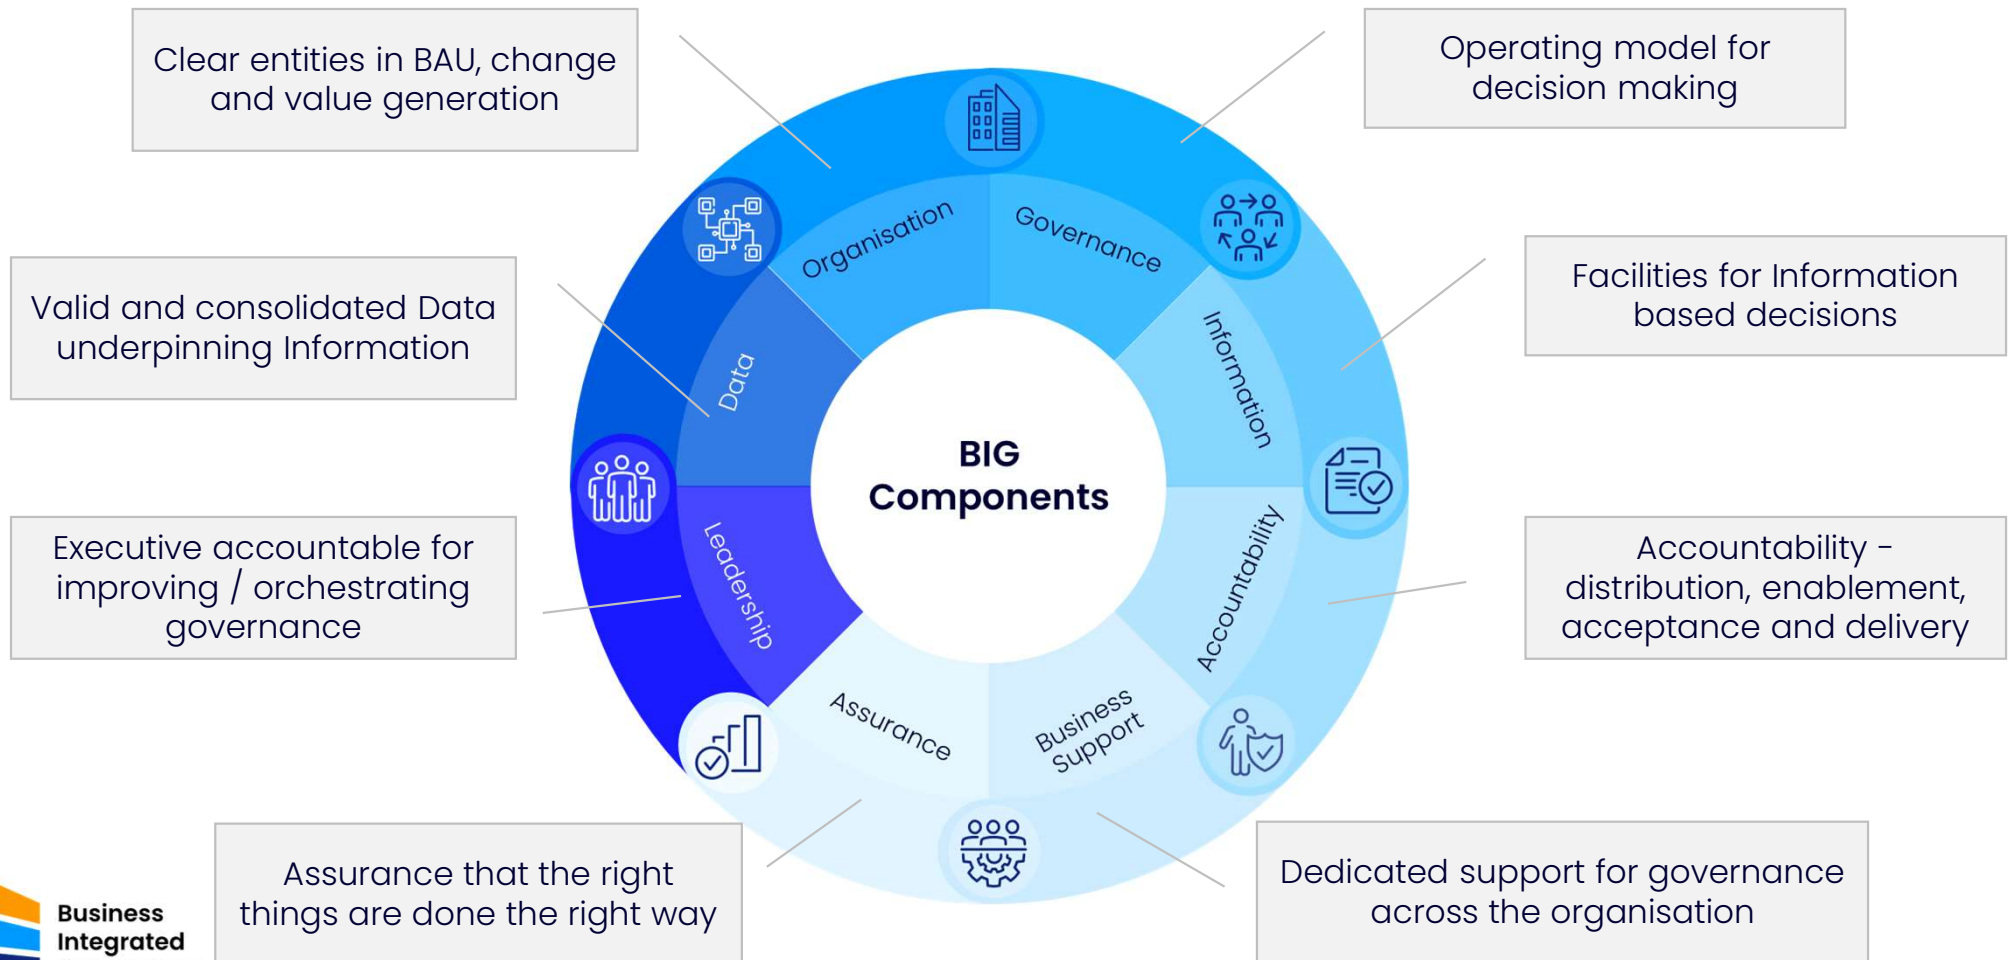 Clear entities in BAU, change
and value generation
Operating model for
decision making
Valid and consolidated Data
underpinning Information
Facilities for Information
based decisions
Executive accountable for
improving / orchestrating
governance
Accountability -
distribution, enablement,
acceptance and delivery
Assurance that the right
things are done the right way
Dedicated support for governance
across the organisation
Organisation
Governance
Information
Accountability
Business
Support
Assurance
Leadership
Data
BIG
Components
Business
Integrated